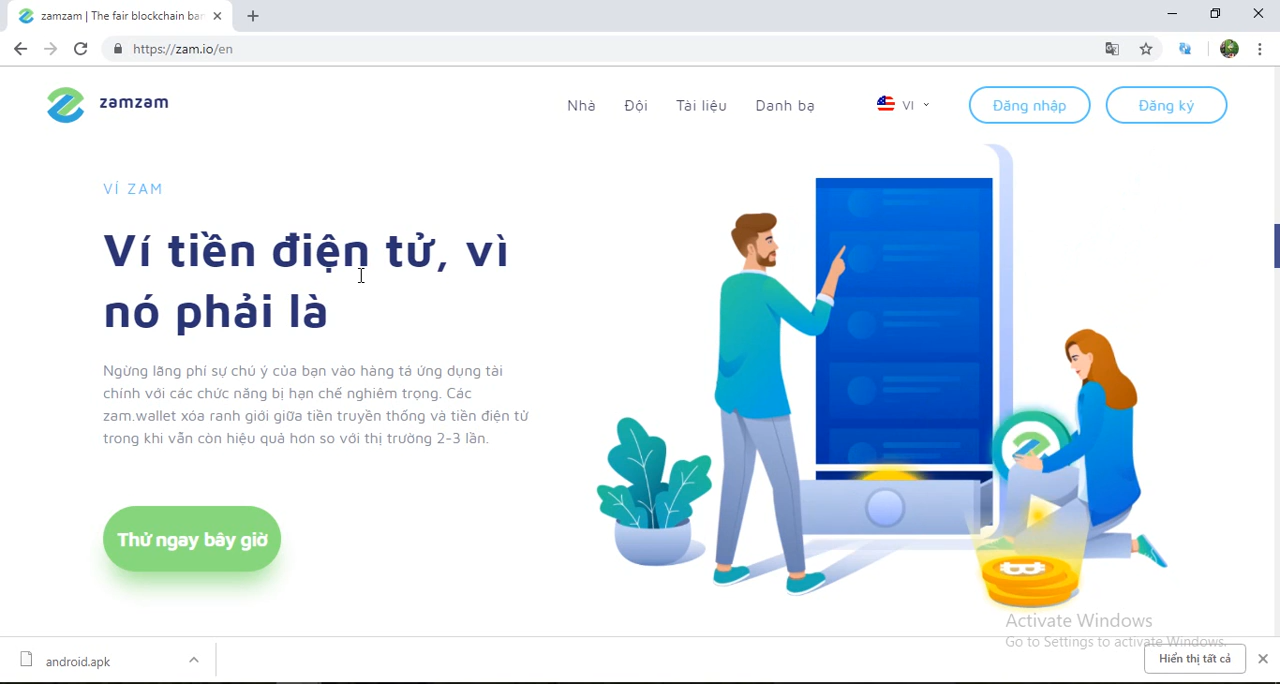 zamzam | The fair blockchain ban
https://zam.io/en
zamzam
Nhà
Đội
Tài liệu
Danh bạ
VI
Đăng nhập
Đăng ký
VÍ ZAM
Ví tiền điện tử, vì
nó phải là
Ngừng lãng phí sự chú ý của bạn vào hàng tá ứng dụng tài
chính với các chức năng bị hạn chế nghiêm trọng. Các
zam.wallet xóa ranh giới giữa tiền truyền thống và tiền điện tử
trong khi vẫn còn hiệu quả hơn so với thị trường 2-3 lần.
Thử ngay bây giờ
Activate Windows
Go to Settings to activate Windows.
android.apk
Hiển thị tất cả